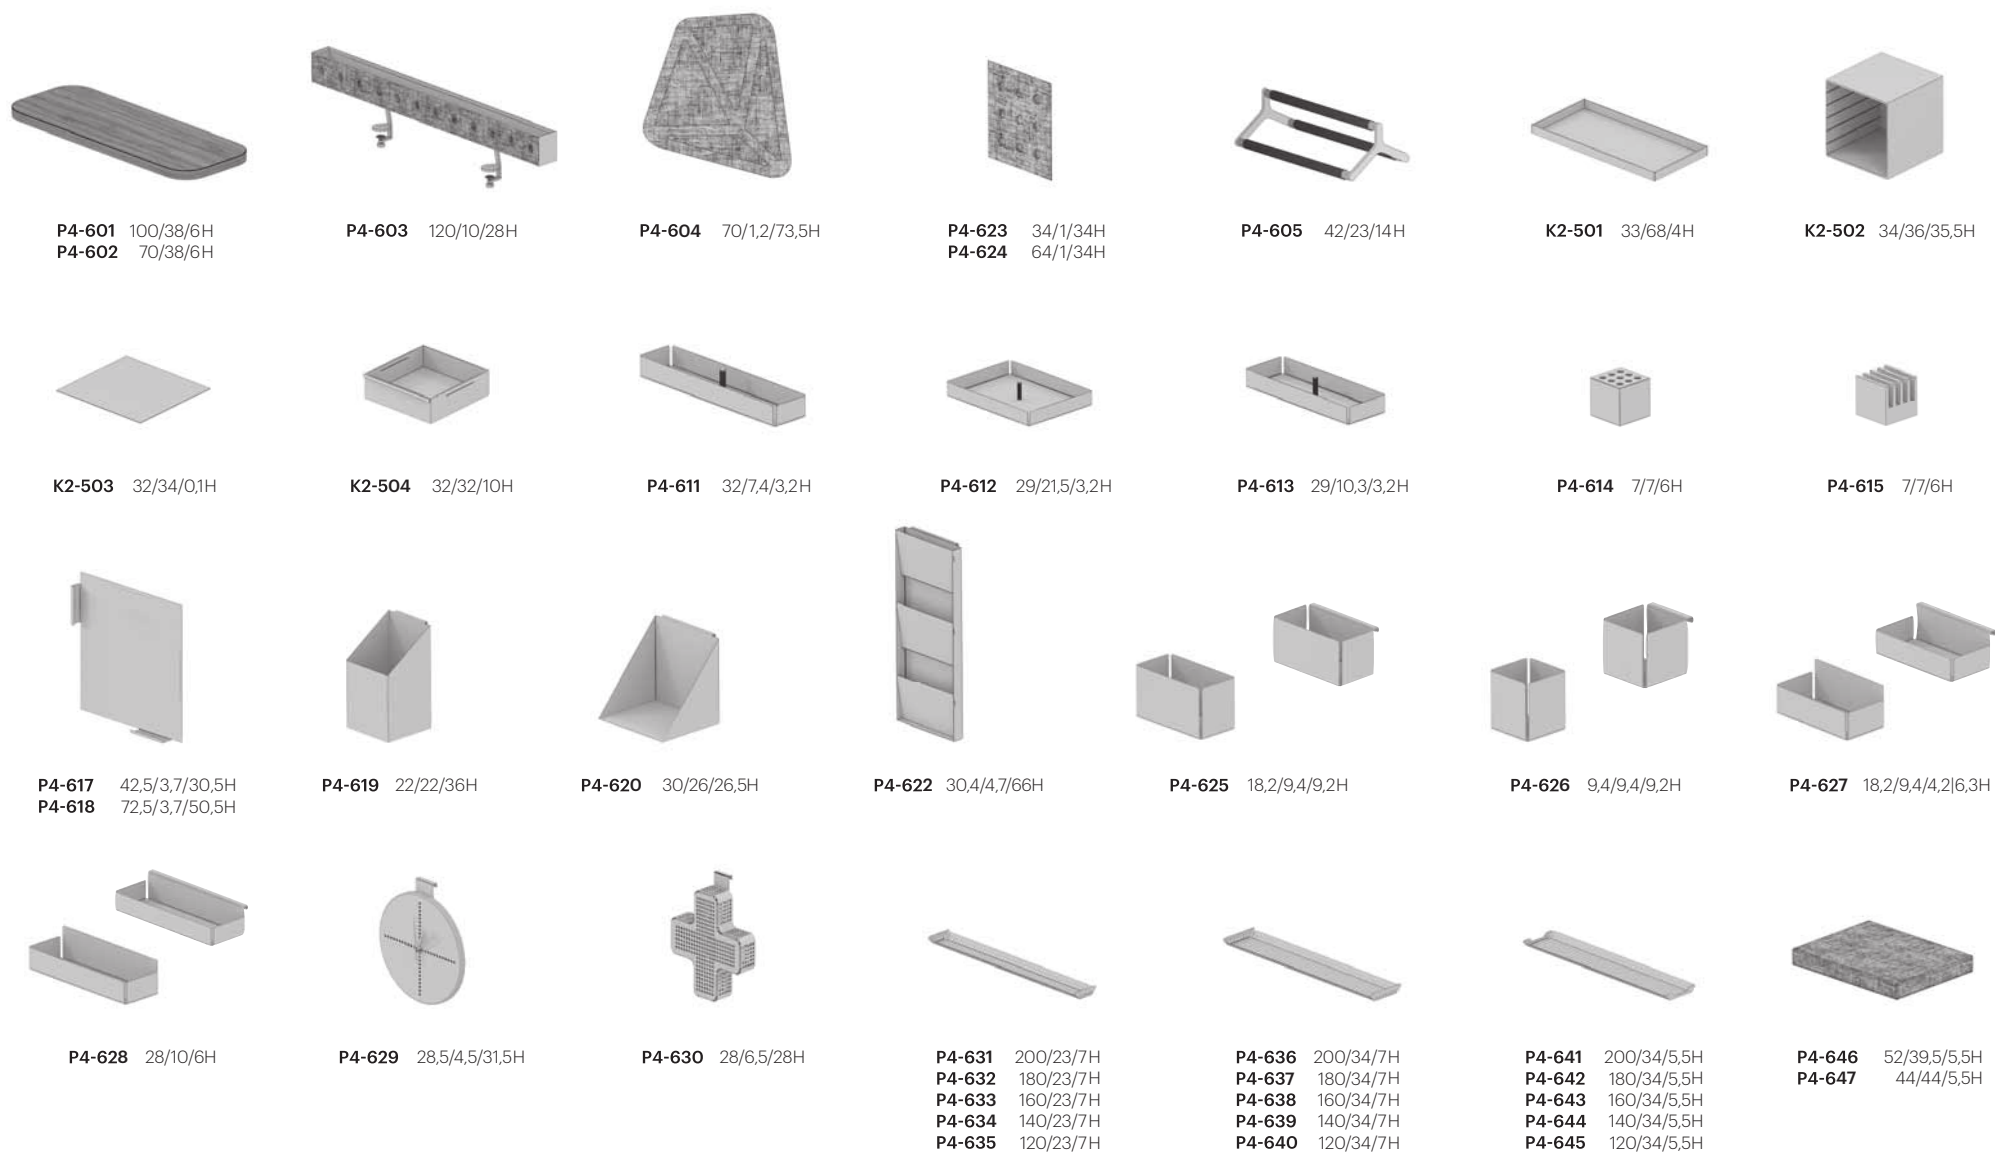 P4-601 100/38/6H
P4-602 70/38/6H
P4-603 120/10/28H
P4-604 70/1,2/73,5H
P4-623 34/1/34H
P4-624 64/1/34H
P4-605 42/23/14H
K2-501 33/68/4H
K2-502 34/36/35,5H
K2-503 32/34/0,1H
K2-504 32/32/10H
P4-611 32/7,4/3,2H
P4-612 29/21,5/3,2H
P4-613 29/10,3/3,2H
P4-614 7/7/6H
P4-615 7/7/6H
P4-617 42,5/3,7/30,5H
P4-618 72,5/3,7/50,5H
P4-619 22/22/36H
P4-620 30/26/26,5H
P4-622 30,4/4,7/66H
P4-625 18,2/9,4/9,2H
P4-626 9,4/9,4/9,2H
P4-627 18,2/9,4/4,2|6,3H
P4-628 28/10/6H
P4-629 28,5/4,5/31,5H
P4-630 28/6,5/28H
P4-631 200/23/7H
P4-632 180/23/7H
P4-633 160/23/7H
P4-634 140/23/7H
P4-635 120/23/7H
P4-636 200/34/7H
P4-637 180/34/7H
P4-638 160/34/7H
P4-639 140/34/7H
P4-640 120/34/7H
P4-641 200/34/5,5H
P4-642 180/34/5,5H
P4-643 160/34/5,5H
P4-644 140/34/5,5H
P4-645 120/34/5,5H
P4-646 52/39,5/5,5H
P4-647 44/44/5,5H